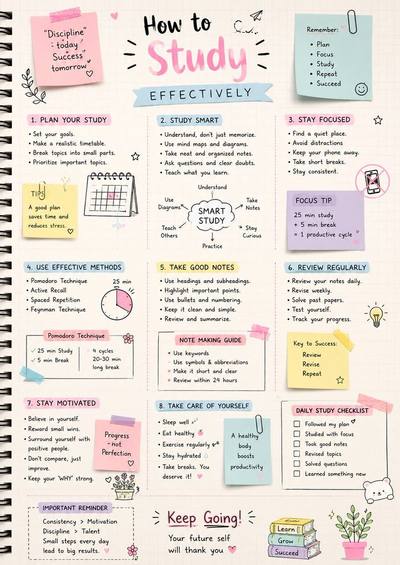 "Discipline
today
Success
tomorrow"
How to
Study
EFFECTIVELY
Remember:
• Plan
• Focus
• Study
• Repeat
• Succeed
1. PLAN YOUR STUDY
• Set your goals.
• Make a realistic timetable.
• Break topics into small parts.
• Prioritize important topics.
TIPS
A good plan
saves time and
reduces stress.
2. STUDY SMART
• Understand, don't just memorize.
• Use mind maps and diagrams.
• Take neat and organized notes.
• Ask questions and clear doubts.
• Teach what you learn.
Understand
Use
Diagrams
Take
Notes
SMART
STUDY
Teach
Others
Stay
Curious
Practice
3. STAY FOCUSED
• Find a quiet place.
• Avoid distractions
• Keep your phone away.
• Take short breaks.
• Stay consistent.
FOCUS TIP
25 min study
+ 5 min break
= 1 productive cycle
4. USE EFFECTIVE METHODS
• Pomodoro Technique
• Active Recall
• Spaced Repetition
• Feynman Technique
25 min
Pomodoro Technique
✓ 25 min Study
✓ 5 min Break
4 cycles
20-30 min
long break
5. TAKE GOOD NOTES
• Use headings and subheadings.
• Highlight important points.
• Use bullets and numbering.
• Keep it clean and simple.
• Review and summarize.
NOTE MAKING GUIDE
• Use keywords
• Use symbols & abbreviations
• Make it short and clear
• Review within 24 hours
6. REVIEW REGULARLY
• Review your notes daily.
• Revise weekly.
• Solve past papers.
• Test yourself.
• Track your progress.
Key to Success:
Review
Revise
Repeat
7. STAY MOTIVATED
• Believe in yourself.
• Reward small wins.
• Surround yourself with
positive people.
• Don't compare, just
improve.
• Keep your 'WHY' strong.
Progress
- not
Perfection
8. TAKE CARE OF YOURSELF
• Sleep well
• Eat healthy
• Exercise regularly
• Stay hydrated
• Take breaks. You
deserve it!
A healthy
body
boosts
productivity
DAILY STUDY CHECKLIST
Followed my plan
Studied with focus
Took good notes
Revised topics
Solved questions
Learned something new
IMPORTANT REMINDER
Consistency > Motivation
Discipline > Talent
Small steps every day
lead to big results.
Keep Going!
Your future self
will thank you
Learn
Grow
Succeed